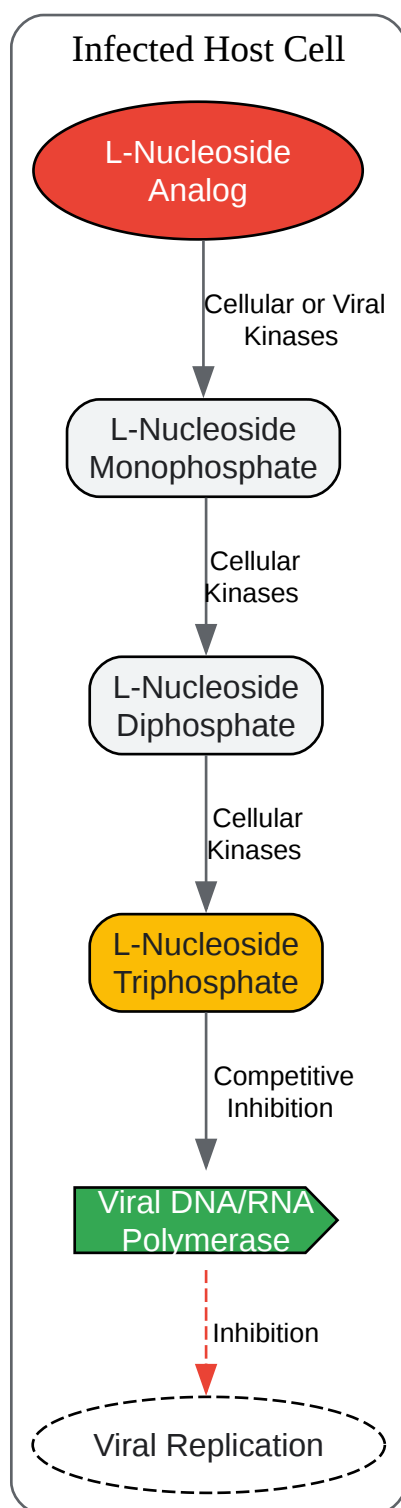 Infected Host Cell
L-Nucleoside
Analog
Cellular or Viral
Kinases
L-Nucleoside
Monophosphate
Cellular
Kinases
L-Nucleoside
Diphosphate
Cellular
Kinases
L-Nucleoside
Triphosphate
Competitive
Inhibition
Viral DNA/RNA
Polymerase
Inhibition
Viral Replication